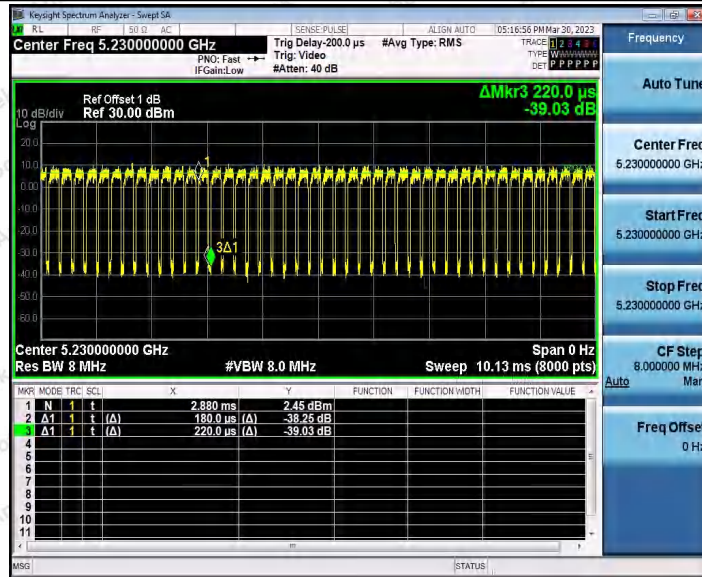 Keysight Spectrum Analyzer - Swept SA
RL RF 50 Ω AC SENSE:PULSE ALIGN AUTO 05:16:56 PM Mar 30, 2023
Center Freq 5.230000000 GHz
PNO: Fast
IFGain:Low
Trig Delay-200.0 µs
Trig: Video
#Atten: 40 dB
#Avg Type: RMS
TRACE 1 2 3 4 5 6
TYPE W
DET P P P P P P
Ref Offset 1 dB
10 dB/div Ref 30.00 dBm
Log
ΔMkr3 220.0 µs
-39.03 dB
20.0
10.0
0.00
-10.0
-20.0
-30.0
-40.0
-50.0
-60.0
1
3Δ1
Center 5.230000000 GHz Span 0 Hz
Res BW 8 MHz #VBW 8.0 MHz Sweep 10.13 ms (8000 pts)
MKR MODE TRC SCL X Y FUNCTION FUNCTION WIDTH FUNCTION VALUE
1 N 1 t 2.880 ms 2.45 dBm
2 Δ1 1 t (Δ) 180.0 µs (Δ) -38.25 dB
3 Δ1 1 t (Δ) 220.0 µs (Δ) -39.03 dB
4
5
6
7
8
9
10
11
MSG STATUS
Frequency
Auto Tune
Center Freq
5.230000000 GHz
Start Freq
5.230000000 GHz
Stop Freq
5.230000000 GHz
CF Step
8.000000 MHz
Auto Man
Freq Offset
0 Hz